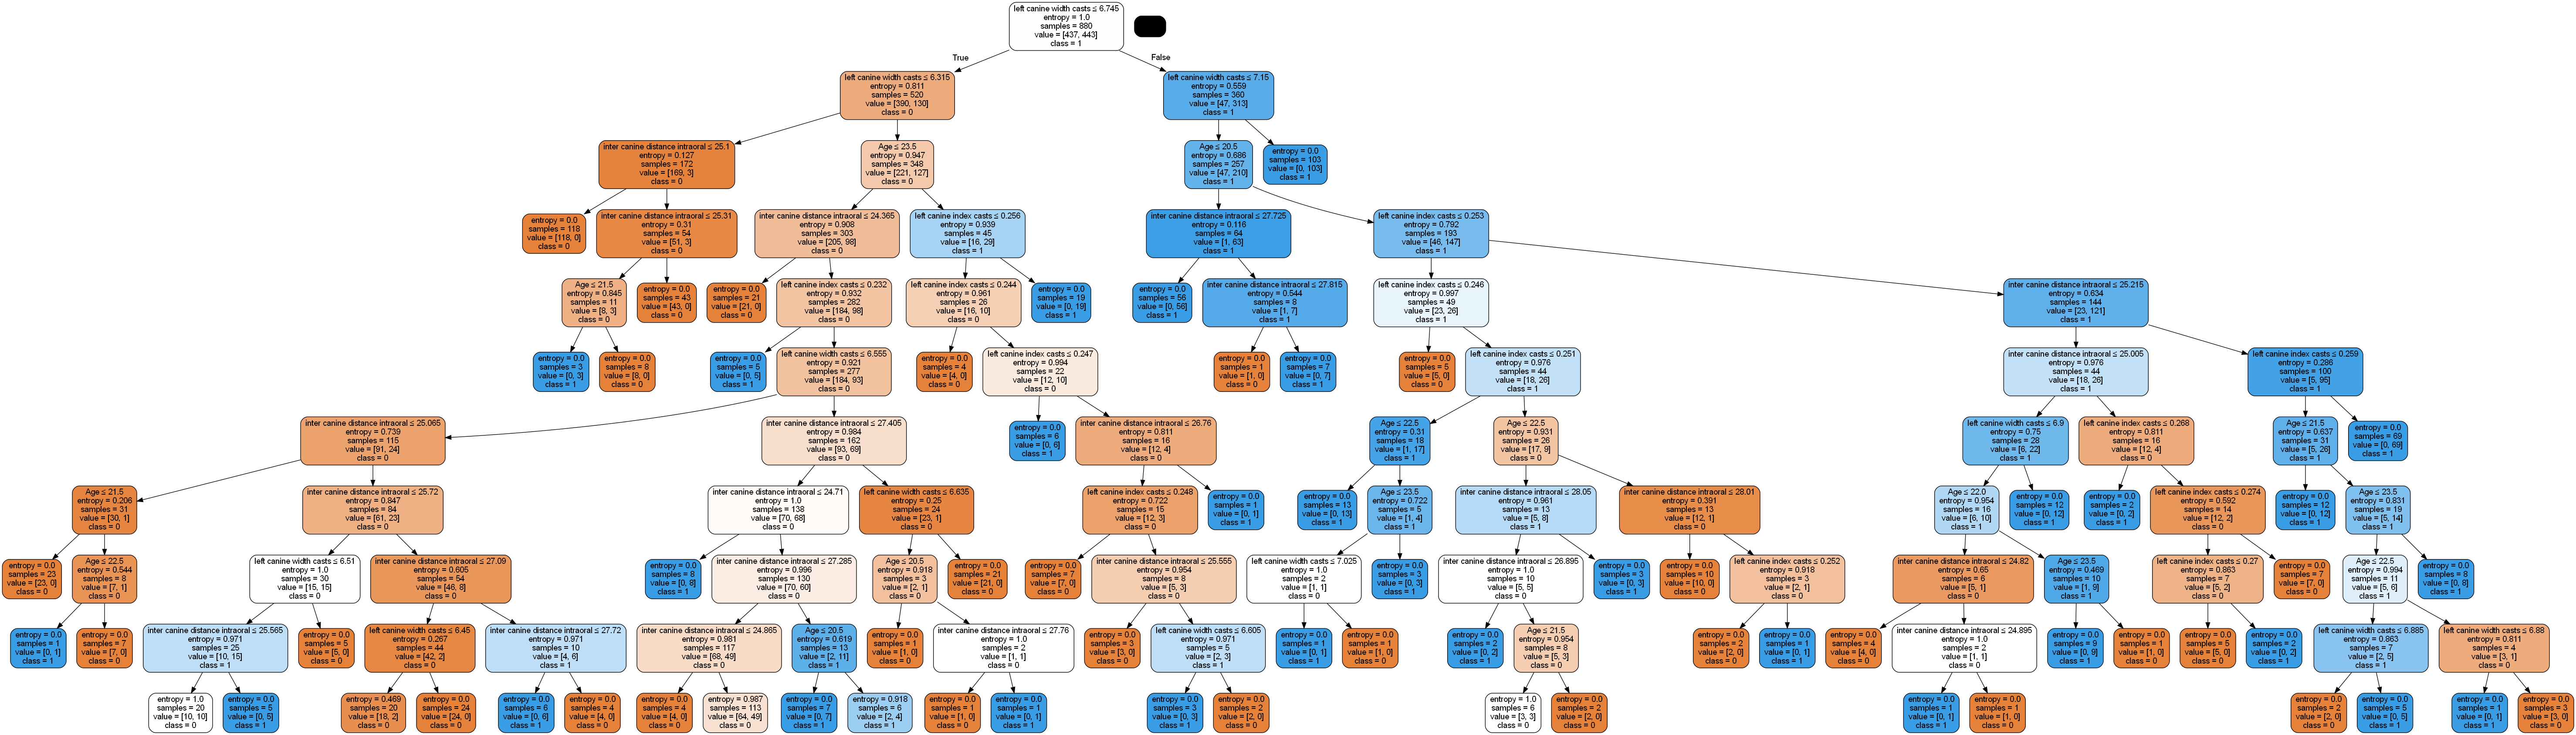 left canine width casts ≤ 6.745
entropy = 1.0
samples = 880
value = [437, 443]
class = 1
True
False
left canine width casts ≤ 6.315
entropy = 0.811
samples = 520
value = [390, 130]
class = 0
left canine width casts ≤ 7.15
entropy = 0.559
samples = 360
value = [47, 313]
class = 1
inter canine distance intraoral ≤ 25.1
entropy = 0.127
samples = 172
value = [169, 3]
class = 0
Age ≤ 23.5
entropy = 0.947
samples = 348
value = [221, 127]
class = 0
Age ≤ 20.5
entropy = 0.686
samples = 257
value = [47, 210]
class = 1
entropy = 0.0
samples = 103
value = [0, 103]
class = 1
entropy = 0.0
samples = 118
value = [118, 0]
class = 0
inter canine distance intraoral ≤ 25.31
entropy = 0.31
samples = 54
value = [51, 3]
class = 0
inter canine distance intraoral ≤ 24.365
entropy = 0.908
samples = 303
value = [205, 98]
class = 0
left canine index casts ≤ 0.256
entropy = 0.939
samples = 45
value = [16, 29]
class = 1
inter canine distance intraoral ≤ 27.725
entropy = 0.116
samples = 64
value = [1, 63]
class = 1
left canine index casts ≤ 0.253
entropy = 0.792
samples = 193
value = [46, 147]
class = 1
Age ≤ 21.5
entropy = 0.845
samples = 11
value = [8, 3]
class = 0
entropy = 0.0
samples = 43
value = [43, 0]
class = 0
entropy = 0.0
samples = 21
value = [21, 0]
class = 0
left canine index casts ≤ 0.232
entropy = 0.932
samples = 282
value = [184, 98]
class = 0
left canine index casts ≤ 0.244
entropy = 0.961
samples = 26
value = [16, 10]
class = 0
entropy = 0.0
samples = 19
value = [0, 19]
class = 1
entropy = 0.0
samples = 56
value = [0, 56]
class = 1
inter canine distance intraoral ≤ 27.815
entropy = 0.544
samples = 8
value = [1, 7]
class = 1
left canine index casts ≤ 0.246
entropy = 0.997
samples = 49
value = [23, 26]
class = 1
inter canine distance intraoral ≤ 25.215
entropy = 0.634
samples = 144
value = [23, 121]
class = 1
entropy = 0.0
samples = 3
value = [0, 3]
class = 1
entropy = 0.0
samples = 8
value = [8, 0]
class = 0
entropy = 0.0
samples = 5
value = [0, 5]
class = 1
left canine width casts ≤ 6.555
entropy = 0.921
samples = 277
value = [184, 93]
class = 0
entropy = 0.0
samples = 4
value = [4, 0]
class = 0
left canine index casts ≤ 0.247
entropy = 0.994
samples = 22
value = [12, 10]
class = 0
entropy = 0.0
samples = 1
value = [1, 0]
class = 0
entropy = 0.0
samples = 7
value = [0, 7]
class = 1
entropy = 0.0
samples = 5
value = [5, 0]
class = 0
left canine index casts ≤ 0.251
entropy = 0.976
samples = 44
value = [18, 26]
class = 1
inter canine distance intraoral ≤ 25.005
entropy = 0.976
samples = 44
value = [18, 26]
class = 1
left canine index casts ≤ 0.259
entropy = 0.286
samples = 100
value = [5, 95]
class = 1
inter canine distance intraoral ≤ 25.065
entropy = 0.739
samples = 115
value = [91, 24]
class = 0
inter canine distance intraoral ≤ 27.405
entropy = 0.984
samples = 162
value = [93, 69]
class = 0
entropy = 0.0
samples = 6
value = [0, 6]
class = 1
inter canine distance intraoral ≤ 26.76
entropy = 0.811
samples = 16
value = [12, 4]
class = 0
Age ≤ 22.5
entropy = 0.31
samples = 18
value = [1, 17]
class = 1
Age ≤ 22.5
entropy = 0.931
samples = 26
value = [17, 9]
class = 0
left canine width casts ≤ 6.9
entropy = 0.75
samples = 28
value = [6, 22]
class = 1
left canine index casts ≤ 0.268
entropy = 0.811
samples = 16
value = [12, 4]
class = 0
Age ≤ 21.5
entropy = 0.637
samples = 31
value = [5, 26]
class = 1
entropy = 0.0
samples = 69
value = [0, 69]
class = 1
Age ≤ 21.5
entropy = 0.206
samples = 31
value = [30, 1]
class = 0
inter canine distance intraoral ≤ 25.72
entropy = 0.847
samples = 84
value = [61, 23]
class = 0
inter canine distance intraoral ≤ 24.71
entropy = 1.0
samples = 138
value = [70, 68]
class = 0
left canine width casts ≤ 6.635
entropy = 0.25
samples = 24
value = [23, 1]
class = 0
left canine index casts ≤ 0.248
entropy = 0.722
samples = 15
value = [12, 3]
class = 0
entropy = 0.0
samples = 1
value = [0, 1]
class = 1
entropy = 0.0
samples = 13
value = [0, 13]
class = 1
Age ≤ 23.5
entropy = 0.722
samples = 5
value = [1, 4]
class = 1
inter canine distance intraoral ≤ 28.05
entropy = 0.961
samples = 13
value = [5, 8]
class = 1
inter canine distance intraoral ≤ 28.01
entropy = 0.391
samples = 13
value = [12, 1]
class = 0
Age ≤ 22.0
entropy = 0.954
samples = 16
value = [6, 10]
class = 1
entropy = 0.0
samples = 12
value = [0, 12]
class = 1
entropy = 0.0
samples = 2
value = [0, 2]
class = 1
left canine index casts ≤ 0.274
entropy = 0.592
samples = 14
value = [12, 2]
class = 0
entropy = 0.0
samples = 12
value = [0, 12]
class = 1
Age ≤ 23.5
entropy = 0.831
samples = 19
value = [5, 14]
class = 1
entropy = 0.0
samples = 23
value = [23, 0]
class = 0
Age ≤ 22.5
entropy = 0.544
samples = 8
value = [7, 1]
class = 0
left canine width casts ≤ 6.51
entropy = 1.0
samples = 30
value = [15, 15]
class = 0
inter canine distance intraoral ≤ 27.09
entropy = 0.605
samples = 54
value = [46, 8]
class = 0
entropy = 0.0
samples = 8
value = [0, 8]
class = 1
inter canine distance intraoral ≤ 27.285
entropy = 0.996
samples = 130
value = [70, 60]
class = 0
Age ≤ 20.5
entropy = 0.918
samples = 3
value = [2, 1]
class = 0
entropy = 0.0
samples = 21
value = [21, 0]
class = 0
entropy = 0.0
samples = 7
value = [7, 0]
class = 0
inter canine distance intraoral ≤ 25.555
entropy = 0.954
samples = 8
value = [5, 3]
class = 0
left canine width casts ≤ 7.025
entropy = 1.0
samples = 2
value = [1, 1]
class = 0
entropy = 0.0
samples = 3
value = [0, 3]
class = 1
inter canine distance intraoral ≤ 26.895
entropy = 1.0
samples = 10
value = [5, 5]
class = 0
entropy = 0.0
samples = 3
value = [0, 3]
class = 1
entropy = 0.0
samples = 10
value = [10, 0]
class = 0
left canine index casts ≤ 0.252
entropy = 0.918
samples = 3
value = [2, 1]
class = 0
inter canine distance intraoral ≤ 24.82
entropy = 0.65
samples = 6
value = [5, 1]
class = 0
Age ≤ 23.5
entropy = 0.469
samples = 10
value = [1, 9]
class = 1
left canine index casts ≤ 0.27
entropy = 0.863
samples = 7
value = [5, 2]
class = 0
entropy = 0.0
samples = 7
value = [7, 0]
class = 0
Age ≤ 22.5
entropy = 0.994
samples = 11
value = [5, 6]
class = 1
entropy = 0.0
samples = 8
value = [0, 8]
class = 1
entropy = 0.0
samples = 1
value = [0, 1]
class = 1
entropy = 0.0
samples = 7
value = [7, 0]
class = 0
inter canine distance intraoral ≤ 25.565
entropy = 0.971
samples = 25
value = [10, 15]
class = 1
entropy = 0.0
samples = 5
value = [5, 0]
class = 0
left canine width casts ≤ 6.45
entropy = 0.267
samples = 44
value = [42, 2]
class = 0
inter canine distance intraoral ≤ 27.72
entropy = 0.971
samples = 10
value = [4, 6]
class = 1
inter canine distance intraoral ≤ 24.865
entropy = 0.981
samples = 117
value = [68, 49]
class = 0
Age ≤ 20.5
entropy = 0.619
samples = 13
value = [2, 11]
class = 1
entropy = 0.0
samples = 1
value = [1, 0]
class = 0
inter canine distance intraoral ≤ 27.76
entropy = 1.0
samples = 2
value = [1, 1]
class = 0
entropy = 0.0
samples = 3
value = [3, 0]
class = 0
left canine width casts ≤ 6.605
entropy = 0.971
samples = 5
value = [2, 3]
class = 1
entropy = 0.0
samples = 1
value = [0, 1]
class = 1
entropy = 0.0
samples = 1
value = [1, 0]
class = 0
entropy = 0.0
samples = 2
value = [0, 2]
class = 1
Age ≤ 21.5
entropy = 0.954
samples = 8
value = [5, 3]
class = 0
entropy = 0.0
samples = 2
value = [2, 0]
class = 0
entropy = 0.0
samples = 1
value = [0, 1]
class = 1
entropy = 0.0
samples = 4
value = [4, 0]
class = 0
inter canine distance intraoral ≤ 24.895
entropy = 1.0
samples = 2
value = [1, 1]
class = 0
entropy = 0.0
samples = 9
value = [0, 9]
class = 1
entropy = 0.0
samples = 1
value = [1, 0]
class = 0
entropy = 0.0
samples = 5
value = [5, 0]
class = 0
entropy = 0.0
samples = 2
value = [0, 2]
class = 1
left canine width casts ≤ 6.885
entropy = 0.863
samples = 7
value = [2, 5]
class = 1
left canine width casts ≤ 6.88
entropy = 0.811
samples = 4
value = [3, 1]
class = 0
entropy = 1.0
samples = 20
value = [10, 10]
class = 0
entropy = 0.0
samples = 5
value = [0, 5]
class = 1
entropy = 0.469
samples = 20
value = [18, 2]
class = 0
entropy = 0.0
samples = 24
value = [24, 0]
class = 0
entropy = 0.0
samples = 6
value = [0, 6]
class = 1
entropy = 0.0
samples = 4
value = [4, 0]
class = 0
entropy = 0.0
samples = 4
value = [4, 0]
class = 0
entropy = 0.987
samples = 113
value = [64, 49]
class = 0
entropy = 0.0
samples = 7
value = [0, 7]
class = 1
entropy = 0.918
samples = 6
value = [2, 4]
class = 1
entropy = 0.0
samples = 1
value = [1, 0]
class = 0
entropy = 0.0
samples = 1
value = [0, 1]
class = 1
entropy = 0.0
samples = 3
value = [0, 3]
class = 1
entropy = 0.0
samples = 2
value = [2, 0]
class = 0
entropy = 1.0
samples = 6
value = [3, 3]
class = 0
entropy = 0.0
samples = 2
value = [2, 0]
class = 0
entropy = 0.0
samples = 1
value = [0, 1]
class = 1
entropy = 0.0
samples = 1
value = [1, 0]
class = 0
entropy = 0.0
samples = 2
value = [2, 0]
class = 0
entropy = 0.0
samples = 5
value = [0, 5]
class = 1
entropy = 0.0
samples = 1
value = [0, 1]
class = 1
entropy = 0.0
samples = 3
value = [3, 0]
class = 0